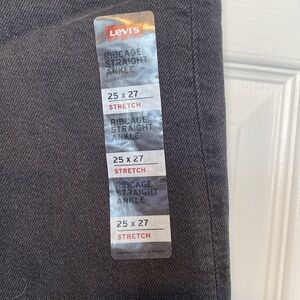 Levi's
RIBCAGE
STRAIGHT
ANKLE
25 x 27
STRETCH
RIBCAGE
STRAIGHT
ANKLE
25 x 27
STRETCH
RIBCAGE
STRAIGHT
ANKLE
25 x 27
STRETCH